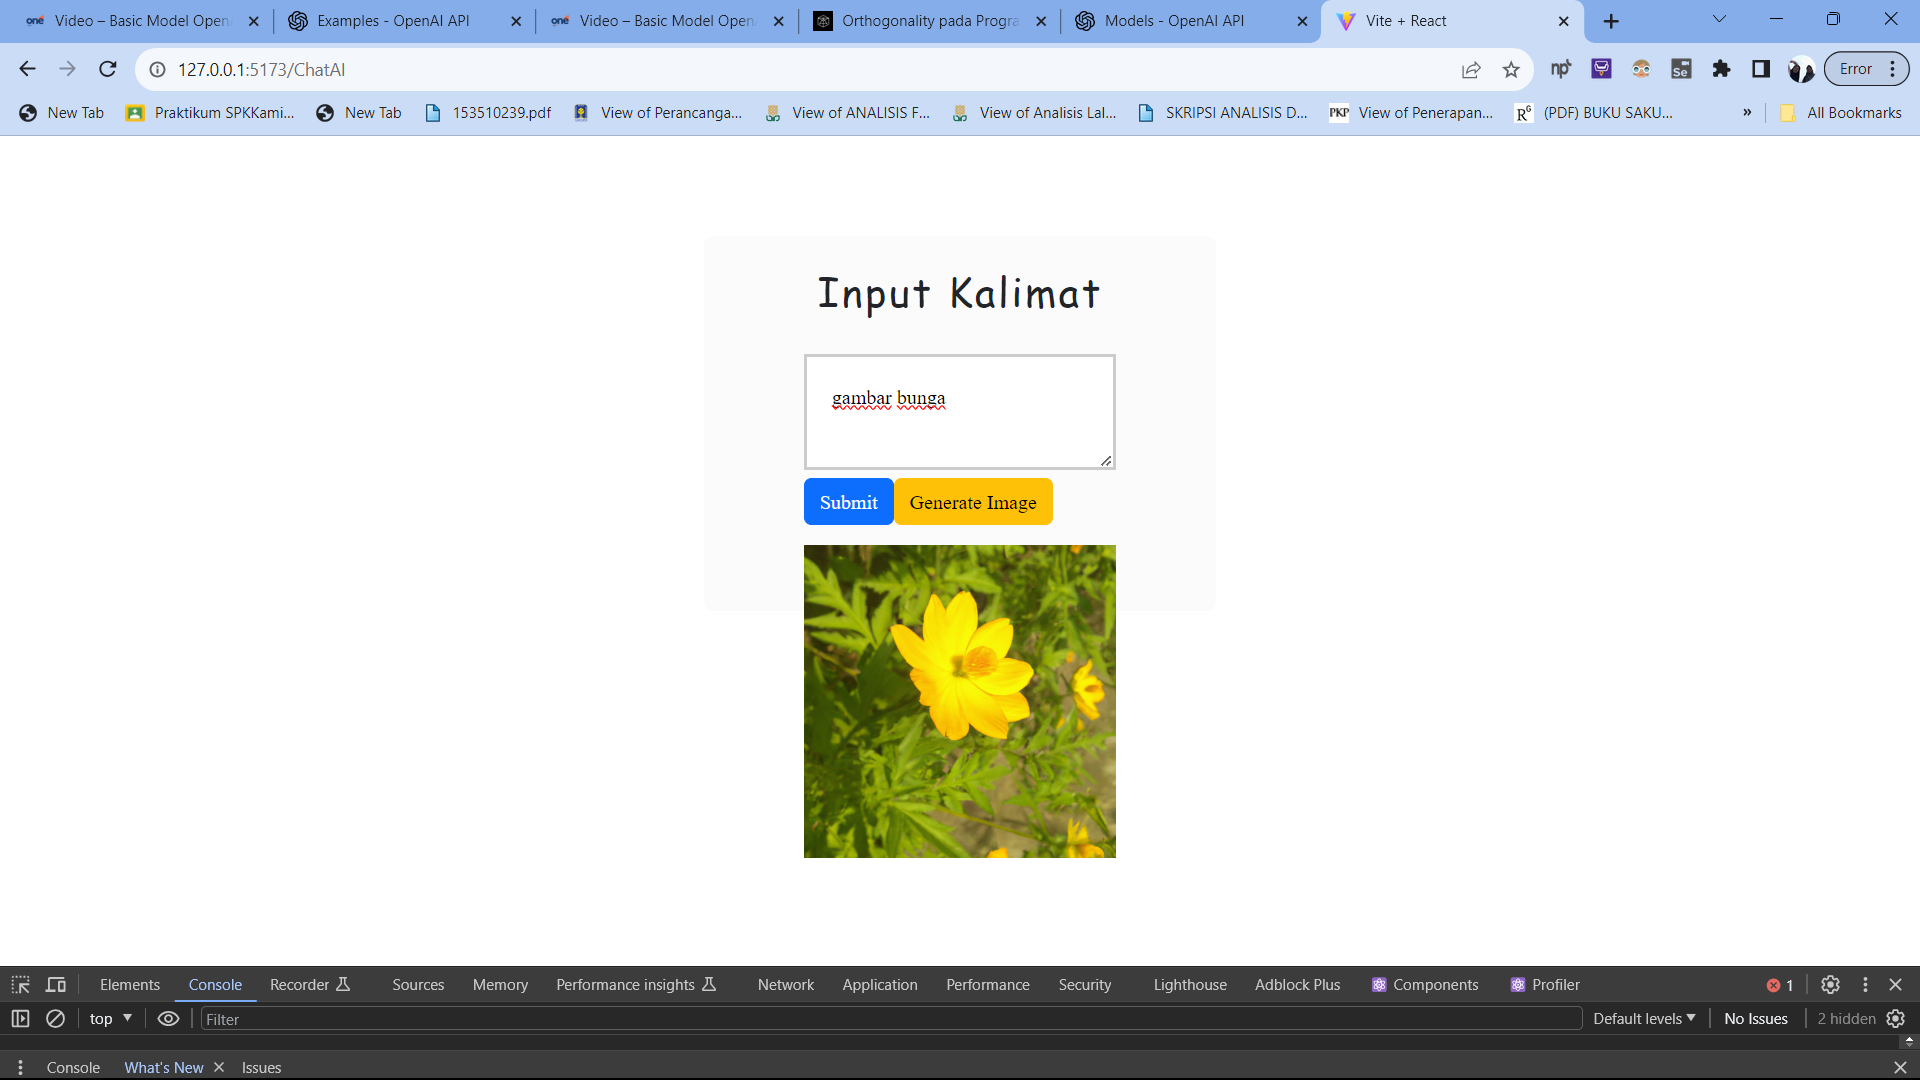 Video – Basic Model Open
Examples - OpenAI API
Video – Basic Model Open
Orthogonality pada Progra
Models - OpenAI API
Vite + React
127.0.0.1:5173/ChatAI
Error
New Tab
Praktikum SPKKami...
New Tab
153510239.pdf
View of Perancanga...
View of ANALISIS F...
View of Analisis Lal...
SKRIPSI ANALISIS D...
PKP
View of Penerapan...
(PDF) BUKU SAKU...
»
All Bookmarks
Input Kalimat
gambar bunga
Submit
Generate Image
Elements
Console
Recorder
Sources
Memory
Performance insights
Network
Application
Performance
Security
Lighthouse
Adblock Plus
Components
Profiler
1
top
Filter
Default levels
No Issues
2 hidden
Console
What's New
Issues